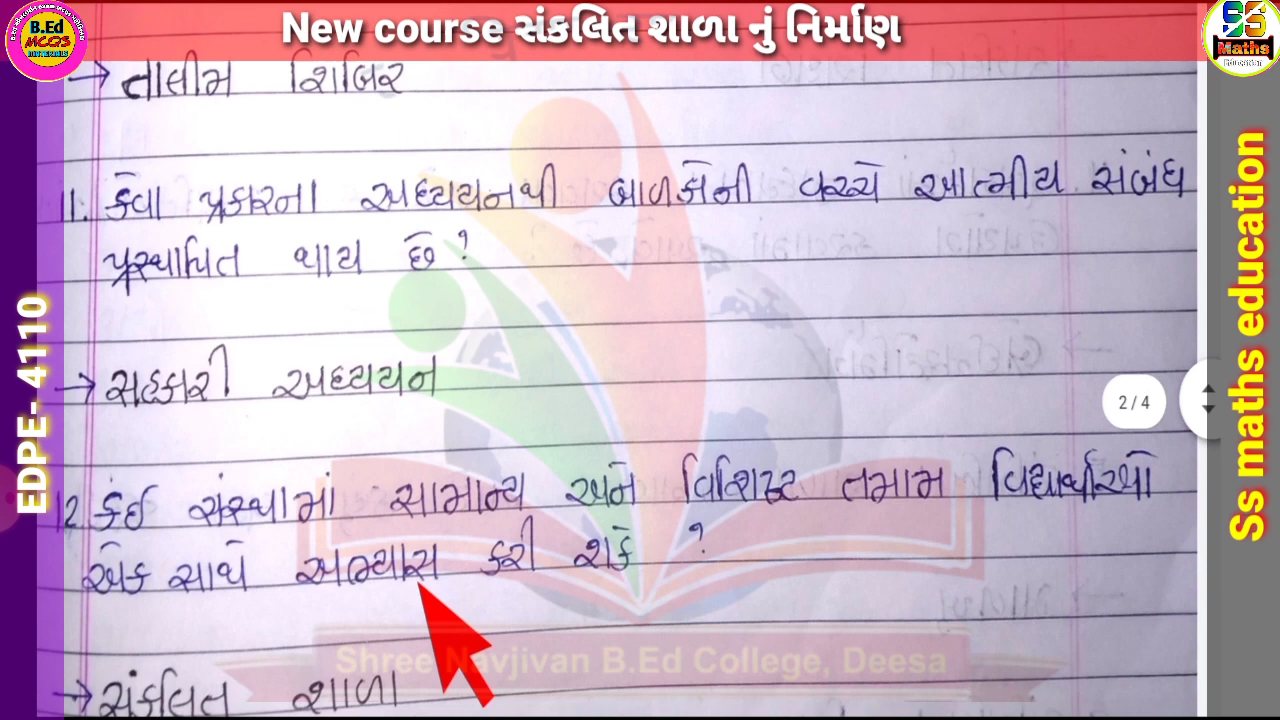 New course સંકલિત શાળા નું નિર્માણ
B.Ed
MCQS
MATERIALS
SS
Maths
Education
→ તાલીમ શિબિર
11. કેવા પ્રકારના અધ્યયનથી બાળકોની વચ્ચે આત્મીય સંબંધ
પ્રસ્થાપિત થાય છે ?
→ સહકારી અધ્યયન
12 કઈ સંસ્થામાં સામાન્ય અને વિશિષ્ટ તમામ વિદ્યાર્થીઓ
એક સાથે અભ્યાસ કરી શકે ?
→ સંકલિત શાળા
2 / 4
EDPE- 4110
Ss maths education
Shree Navjivan B.Ed College, Deesa